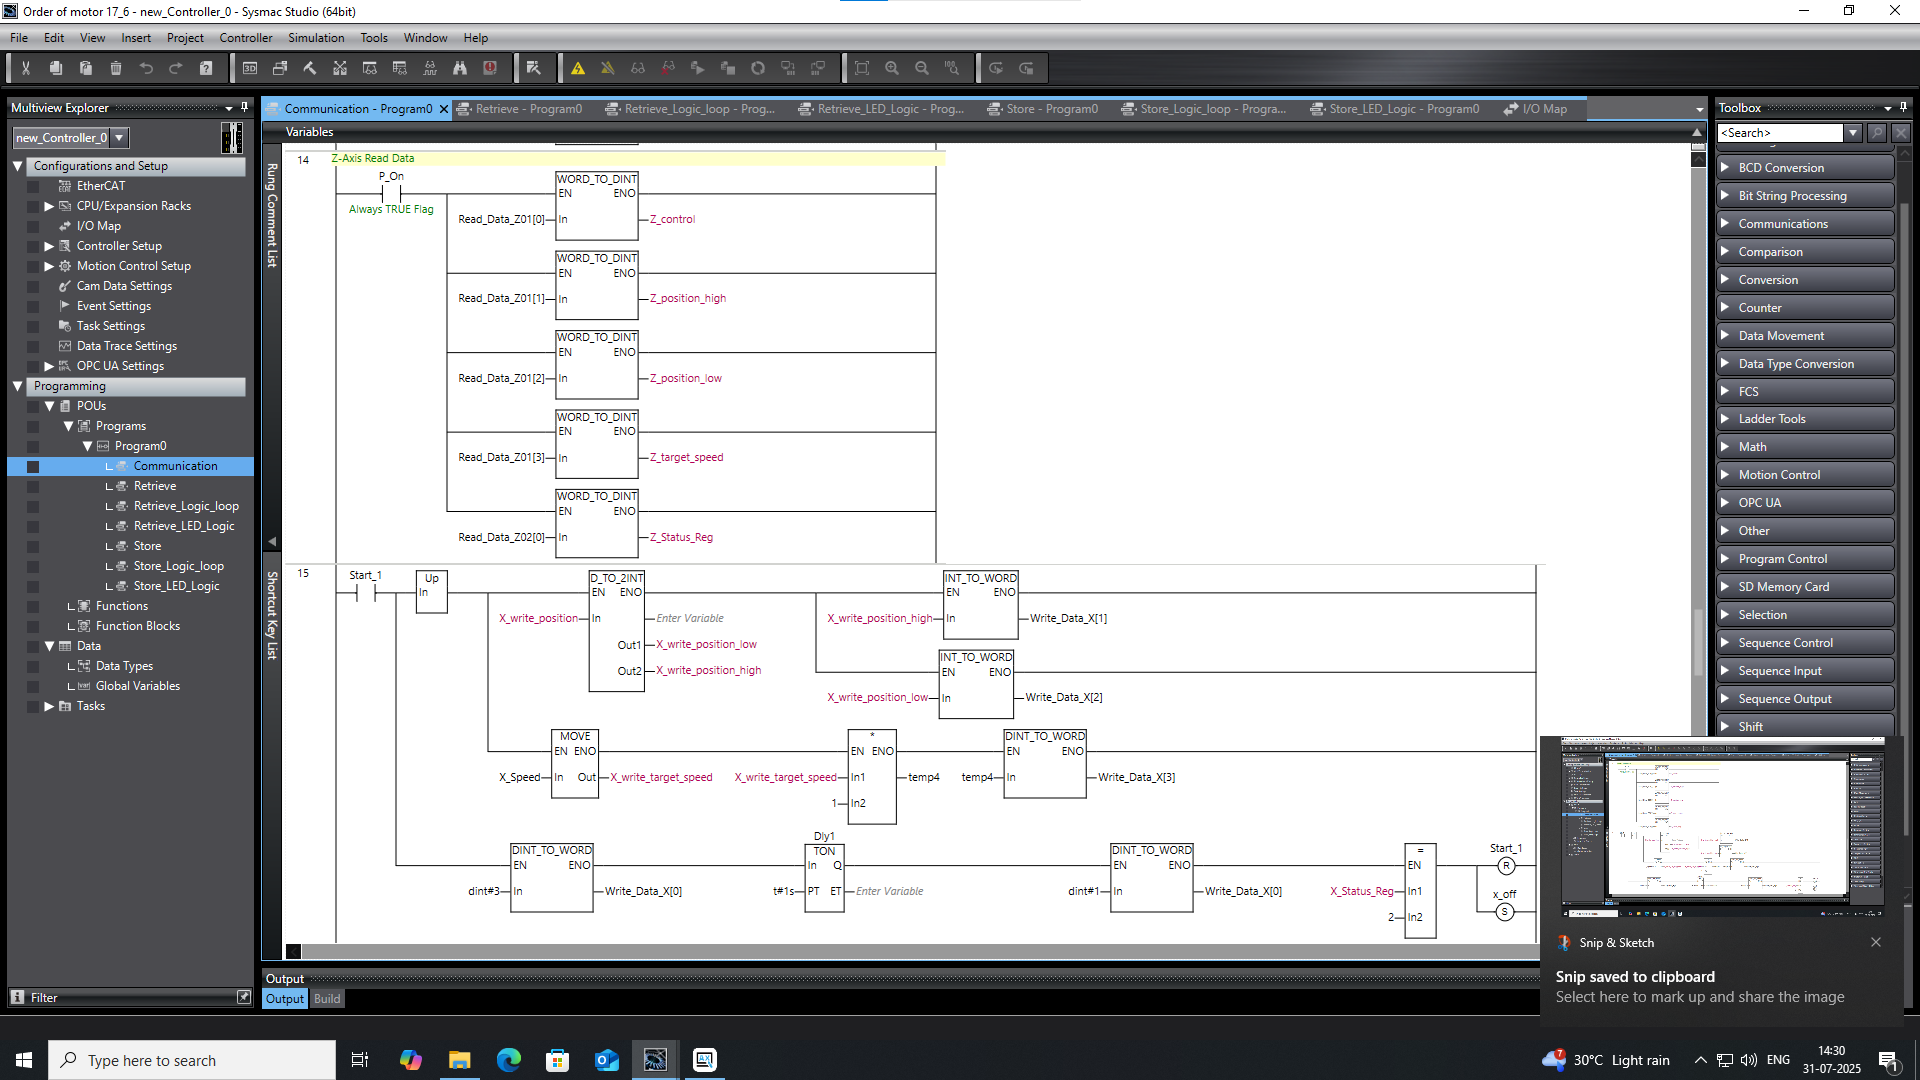 Order of motor 17_6 - new_Controller_0 - Sysmac Studio (64bit)
File Edit View Insert Project Controller Simulation Tools Window Help
Multiview Explorer
new_Controller_0
Configurations and Setup
EtherCAT
CPU/Expansion Racks
I/O Map
Controller Setup
Motion Control Setup
Cam Data Settings
Event Settings
Task Settings
Data Trace Settings
OPC UA Settings
Programming
POUs
Programs
Program0
Communication
Retrieve
Retrieve_Logic_loop
Retrieve_LED_Logic
Store
Store_Logic_loop
Store_LED_Logic
Functions
Function Blocks
Data
Data Types
Global Variables
Tasks
Filter
Communication - Program0 Retrieve - Program0 Retrieve_Logic_loop - Prog... Retrieve_LED_Logic - Prog... Store - Program0 Store_Logic_loop - Progra... Store_LED_Logic - Program0 I/O Map
Variables
Rung Comment List
Shortcut Key List
14 Z-Axis Read Data
P_On
Always TRUE Flag
WORD_TO_DINT
EN ENO
Read_Data_Z01[0] In Z_control
WORD_TO_DINT
EN ENO
Read_Data_Z01[1] In Z_position_high
WORD_TO_DINT
EN ENO
Read_Data_Z01[2] In Z_position_low
WORD_TO_DINT
EN ENO
Read_Data_Z01[3] In Z_target_speed
WORD_TO_DINT
EN ENO
Read_Data_Z02[0] In Z_Status_Reg
15 Start_1 Up In
D_TO_2INT
EN ENO
X_write_position In Enter Variable
Out1 X_write_position_low
Out2 X_write_position_high
INT_TO_WORD
EN ENO
X_write_position_high In Write_Data_X[1]
INT_TO_WORD
EN ENO
X_write_position_low In Write_Data_X[2]
MOVE
EN ENO
X_Speed In Out X_write_target_speed
*
EN ENO
X_write_target_speed In1 temp4
1 In2
DINT_TO_WORD
EN ENO
temp4 In Write_Data_X[3]
DINT_TO_WORD
EN ENO
dint#3 In Write_Data_X[0]
Dly1
TON
In Q
t#1s PT ET Enter Variable
DINT_TO_WORD
EN ENO
dint#1 In Write_Data_X[0]
=
EN
X_Status_Reg In1
2 In2
Start_1
R
x_off
S
Output
Output Build
Toolbox
<Search>
BCD Conversion
Bit String Processing
Communications
Comparison
Conversion
Counter
Data Movement
Data Type Conversion
FCS
Ladder Tools
Math
Motion Control
OPC UA
Other
Program Control
SD Memory Card
Selection
Sequence Control
Sequence Input
Sequence Output
Shift
Snip & Sketch
Snip saved to clipboard
Select here to mark up and share the image
Type here to search
7 30°C Light rain ENG 14:30
31-07-2025
1